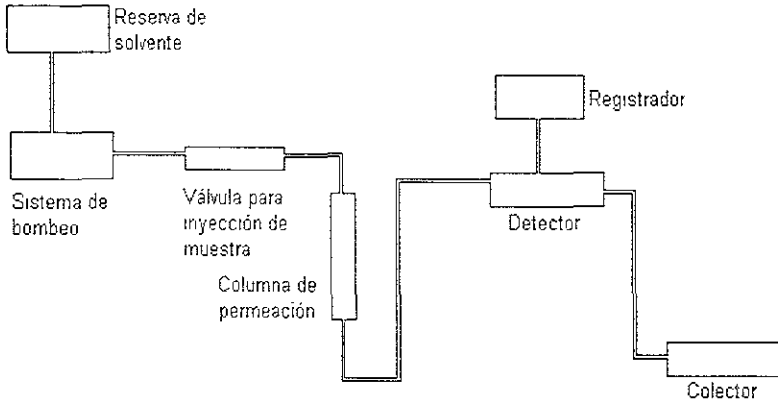 Reserva de
solvente
Registrador
Sistema de
bombeo
Válvula para
inyección de
muestra
Detector
Columna de
permeación
Colector